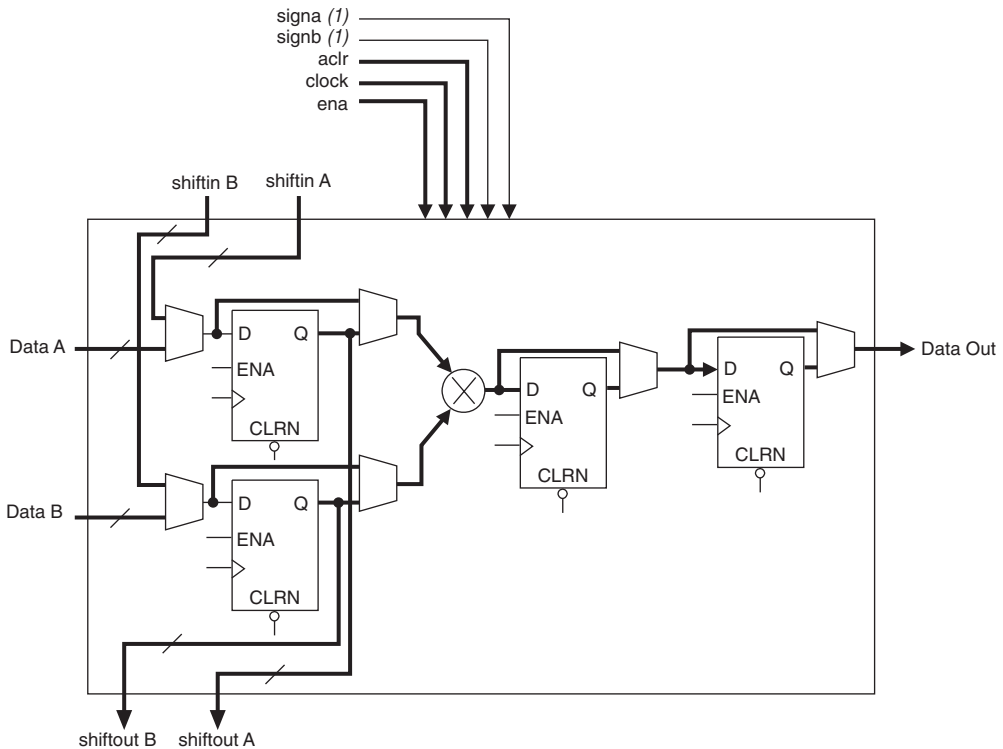 signa (1)
signb (1)
aclr
clock
ena
shiftin B
shiftin A
Data A
D
Q
ENA
CLRN
Data B
D
Q
ENA
CLRN
D
Q
ENA
CLRN
D
Q
ENA
CLRN
Data Out
shiftout B
shiftout A